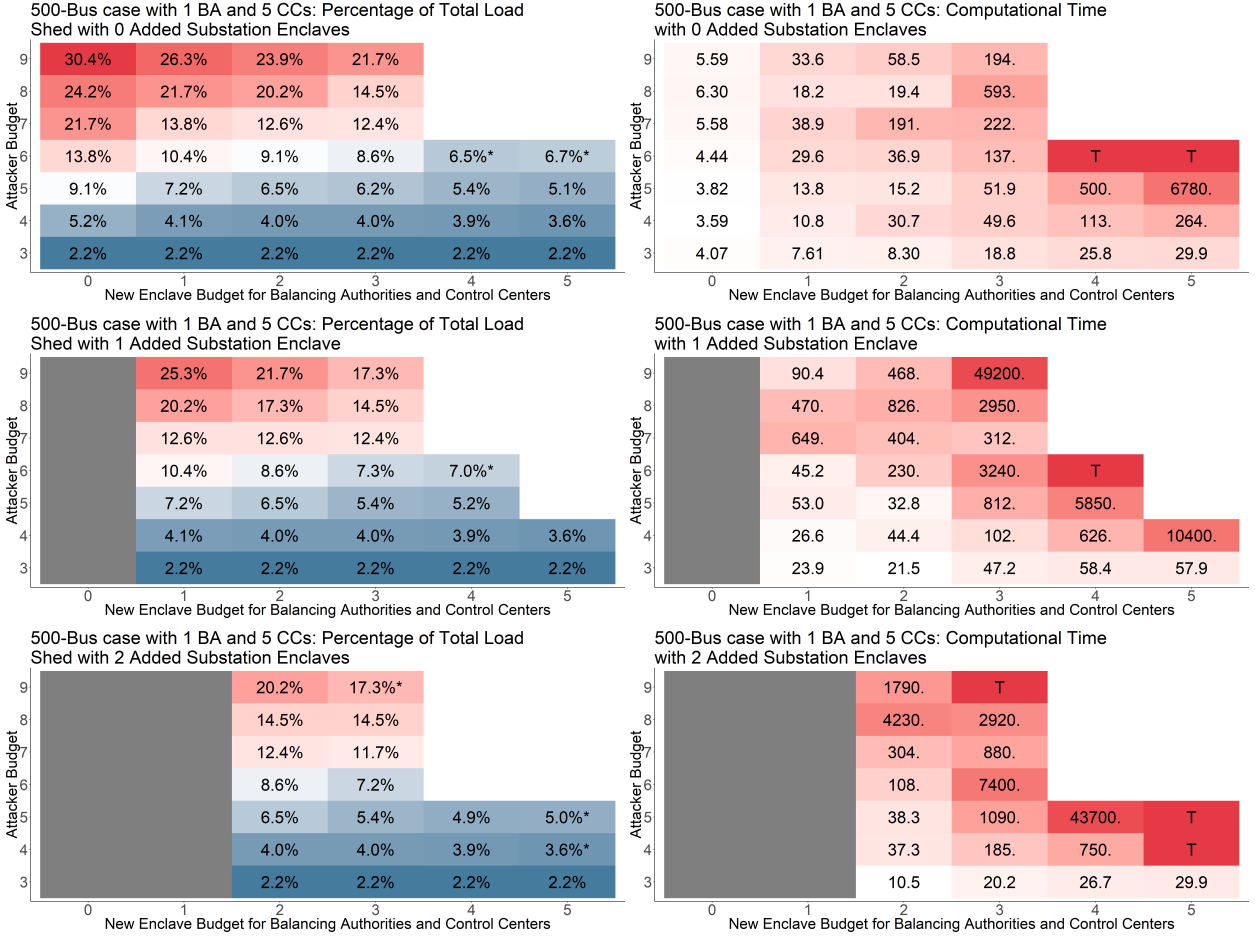 500-Bus case with 1 BA and 5 CCs: Percentage of Total Load
Shed with 0 Added Substation Enclaves
Attacker Budget
9 30.4% 26.3% 23.9% 21.7%
8 24.2% 21.7% 20.2% 14.5%
7 21.7% 13.8% 12.6% 12.4%
6 13.8% 10.4% 9.1% 8.6% 6.5%* 6.7%*
5 9.1% 7.2% 6.5% 6.2% 5.4% 5.1%
4 5.2% 4.1% 4.0% 4.0% 3.9% 3.6%
3 2.2% 2.2% 2.2% 2.2% 2.2% 2.2%
0 1 2 3 4 5
New Enclave Budget for Balancing Authorities and Control Centers
500-Bus case with 1 BA and 5 CCs: Computational Time
with 0 Added Substation Enclaves
Attacker Budget
9 5.59 33.6 58.5 194.
8 6.30 18.2 19.4 593.
7 5.58 38.9 191. 222.
6 4.44 29.6 36.9 137. T T
5 3.82 13.8 15.2 51.9 500. 6780.
4 3.59 10.8 30.7 49.6 113. 264.
3 4.07 7.61 8.30 18.8 25.8 29.9
0 1 2 3 4 5
New Enclave Budget for Balancing Authorities and Control Centers
500-Bus case with 1 BA and 5 CCs: Percentage of Total Load
Shed with 1 Added Substation Enclave
Attacker Budget
9 25.3% 21.7% 17.3%
8 20.2% 17.3% 14.5%
7 12.6% 12.6% 12.4%
6 10.4% 8.6% 7.3% 7.0%*
5 7.2% 6.5% 5.4% 5.2%
4 4.1% 4.0% 4.0% 3.9% 3.6%
3 2.2% 2.2% 2.2% 2.2% 2.2%
0 1 2 3 4 5
New Enclave Budget for Balancing Authorities and Control Centers
500-Bus case with 1 BA and 5 CCs: Computational Time
with 1 Added Substation Enclave
Attacker Budget
9 90.4 468. 49200.
8 470. 826. 2950.
7 649. 404. 312.
6 45.2 230. 3240. T
5 53.0 32.8 812. 5850.
4 26.6 44.4 102. 626. 10400.
3 23.9 21.5 47.2 58.4 57.9
0 1 2 3 4 5
New Enclave Budget for Balancing Authorities and Control Centers
500-Bus case with 1 BA and 5 CCs: Percentage of Total Load
Shed with 2 Added Substation Enclaves
Attacker Budget
9 20.2% 17.3%*
8 14.5% 14.5%
7 12.4% 11.7%
6 8.6% 7.2%
5 6.5% 5.4% 4.9% 5.0%*
4 4.0% 4.0% 3.9% 3.6%*
3 2.2% 2.2% 2.2% 2.2%
0 1 2 3 4 5
New Enclave Budget for Balancing Authorities and Control Centers
500-Bus case with 1 BA and 5 CCs: Computational Time
with 2 Added Substation Enclaves
Attacker Budget
9 1790. T
8 4230. 2920.
7 304. 880.
6 108. 7400.
5 38.3 1090. 43700. T
4 37.3 185. 750. T
3 10.5 20.2 26.7 29.9
0 1 2 3 4 5
New Enclave Budget for Balancing Authorities and Control Centers